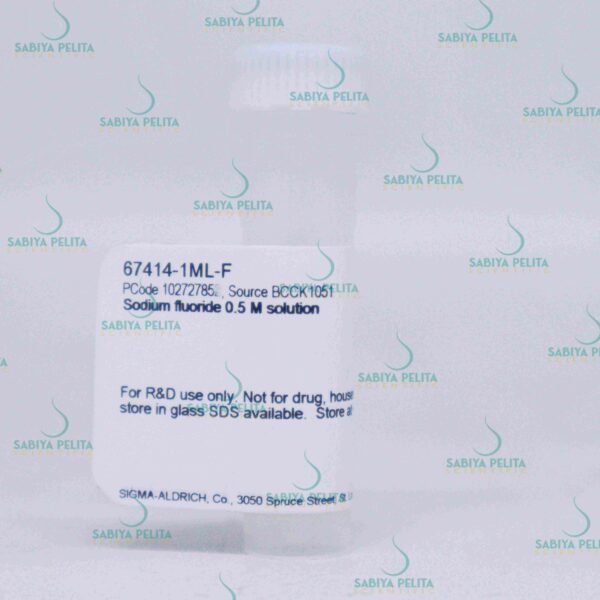 67414-1ML-F
PCode 10272785, Source BCCK1051
Sodium fluoride 0.5 M solution
For R&D use only. Not for drug, house
store in glass SDS available. Store
SIGMA-ALDRICH, Co., 3050 Spruce Street,
SABIYA PELITA
SCIENTIFIC